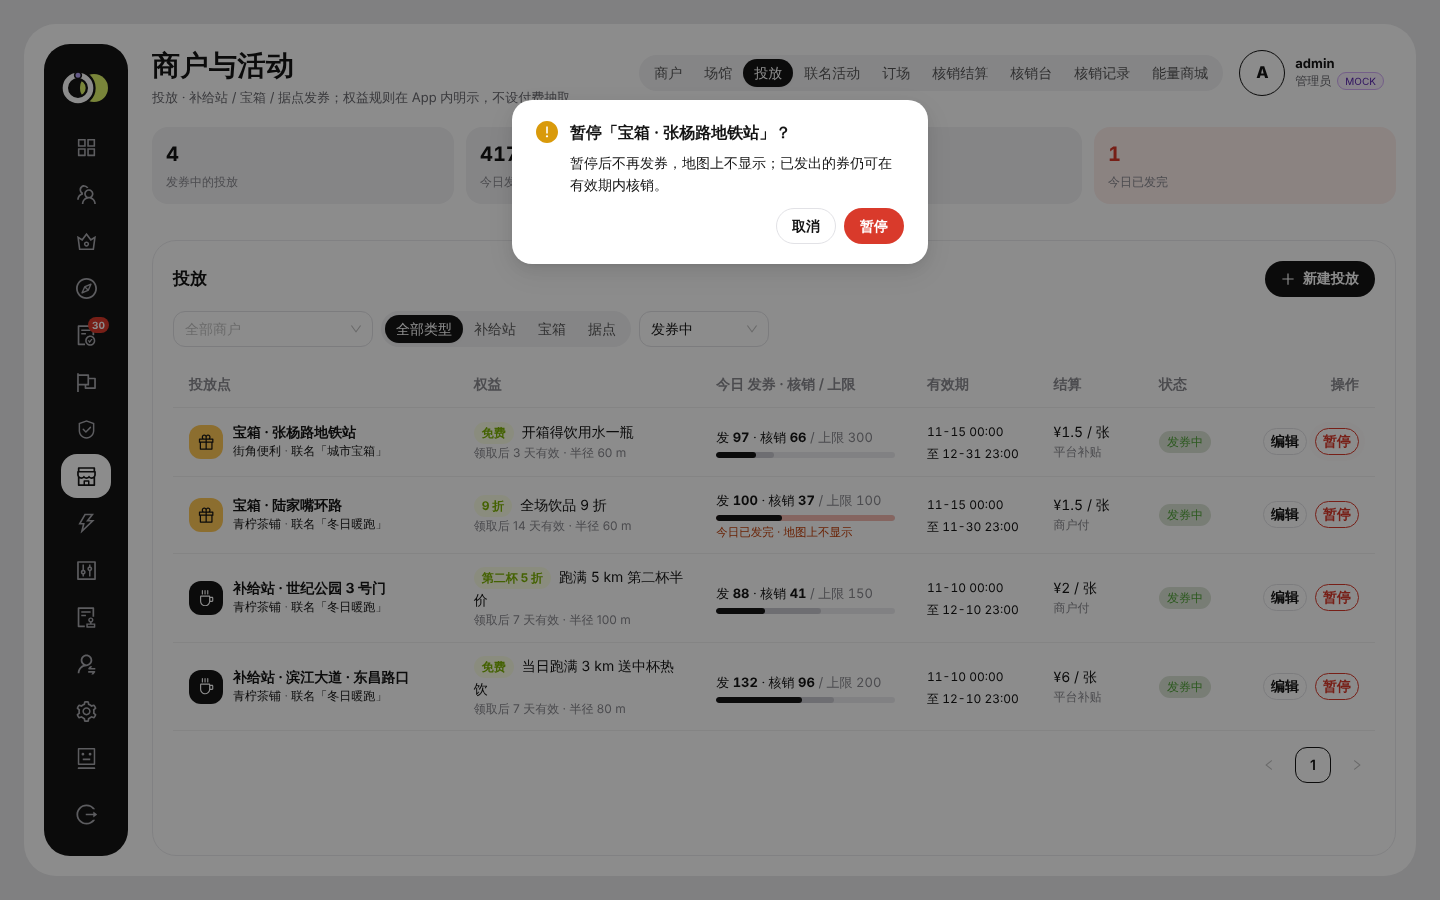 商户与活动
投放 · 补给站 / 宝箱 / 据点发券；权益规则在 App 内明示，不设付费抽取
商户 场馆 投放 联名活动 订场 核销结算 核销台 核销记录 能量商城
A
admin
管理员 MOCK
30
暂停「宝箱 · 张杨路地铁站」？
暂停后不再发券，地图上不显示；已发出的券仍可在
有效期内核销。
取消 暂停
4
发券中的投放
417
今日发
1
今日已发完
投放
新建投放
全部商户 全部类型 补给站 宝箱 据点 发券中
投放点 权益 今日 发券 · 核销 / 上限 有效期 结算 状态 操作
宝箱 · 张杨路地铁站
街角便利 · 联名「城市宝箱」
免费 开箱得饮用水一瓶
领取后 3 天有效 · 半径 60 m
发 97 · 核销 66 / 上限 300
11-15 00:00
至 12-31 23:00
¥1.5 / 张
平台补贴
发券中
编辑 暂停
宝箱 · 陆家嘴环路
青柠茶铺 · 联名「冬日暖跑」
9 折 全场饮品 9 折
领取后 14 天有效 · 半径 60 m
发 100 · 核销 37 / 上限 100
今日已发完 · 地图上不显示
11-15 00:00
至 11-30 23:00
¥1.5 / 张
商户付
发券中
编辑 暂停
补给站 · 世纪公园 3 号门
青柠茶铺 · 联名「冬日暖跑」
第二杯 5 折 跑满 5 km 第二杯半
价
领取后 7 天有效 · 半径 100 m
发 88 · 核销 41 / 上限 150
11-10 00:00
至 12-10 23:00
¥2 / 张
商户付
发券中
编辑 暂停
补给站 · 滨江大道 · 东昌路口
青柠茶铺 · 联名「冬日暖跑」
免费 当日跑满 3 km 送中杯热
饮
领取后 7 天有效 · 半径 80 m
发 132 · 核销 96 / 上限 200
11-10 00:00
至 12-10 23:00
¥6 / 张
平台补贴
发券中
编辑 暂停
1